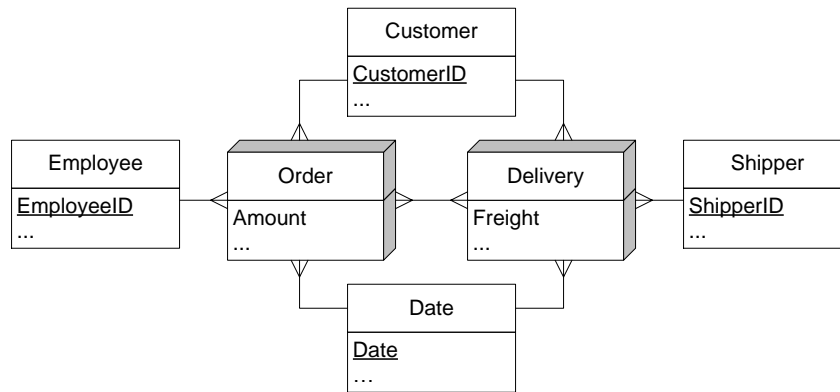 Customer
CustomerID
...
Employee
EmployeeID
...
Order
Amount
...
Delivery
Freight
...
Shipper
ShipperID
...
Date
Date
...